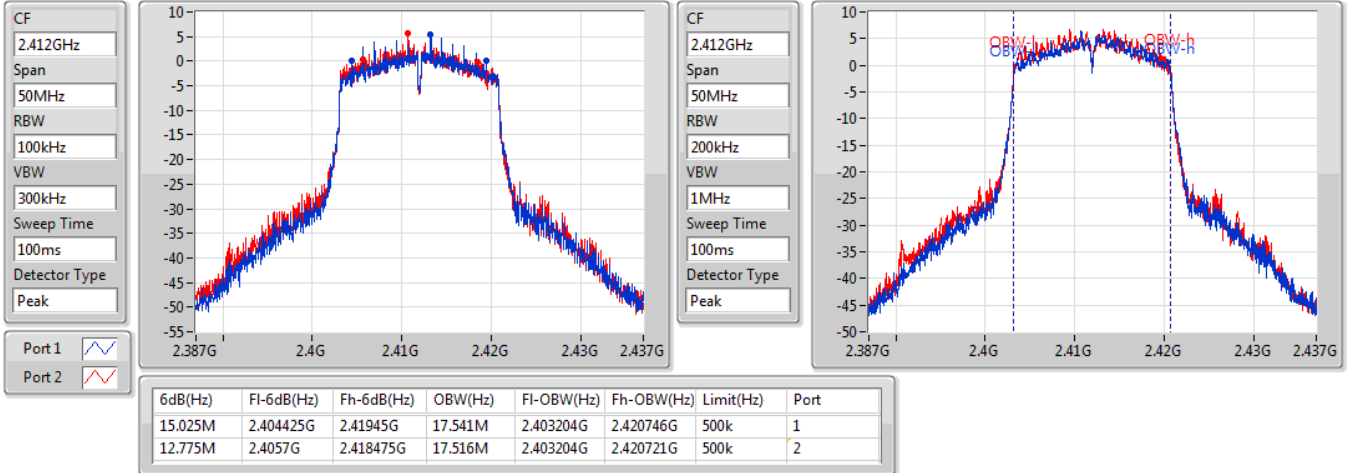 CF
2.412GHz
Span
50MHz
RBW
100kHz
VBW
300kHz
Sweep Time
100ms
Detector Type
Peak
Port 1
Port 2
10
5
0
-5
-10
-15
-20
-25
-30
-35
-40
-45
-50
-55
2.387G 2.4G 2.41G 2.42G 2.43G 2.437G
CF
2.412GHz
Span
50MHz
RBW
200kHz
VBW
1MHz
Sweep Time
100ms
Detector Type
Peak
10
5
0
-5
-10
-15
-20
-25
-30
-35
-40
-45
-50
OBW-h
OBW-h
2.387G 2.4G 2.41G 2.42G 2.43G 2.437G
6dB(Hz) Fl-6dB(Hz) Fh-6dB(Hz) OBW(Hz) Fl-OBW(Hz) Fh-OBW(Hz) Limit(Hz) Port
15.025M 2.404425G 2.41945G 17.541M 2.403204G 2.420746G 500k 1
12.775M 2.4057G 2.418475G 17.516M 2.403204G 2.420721G 500k 2